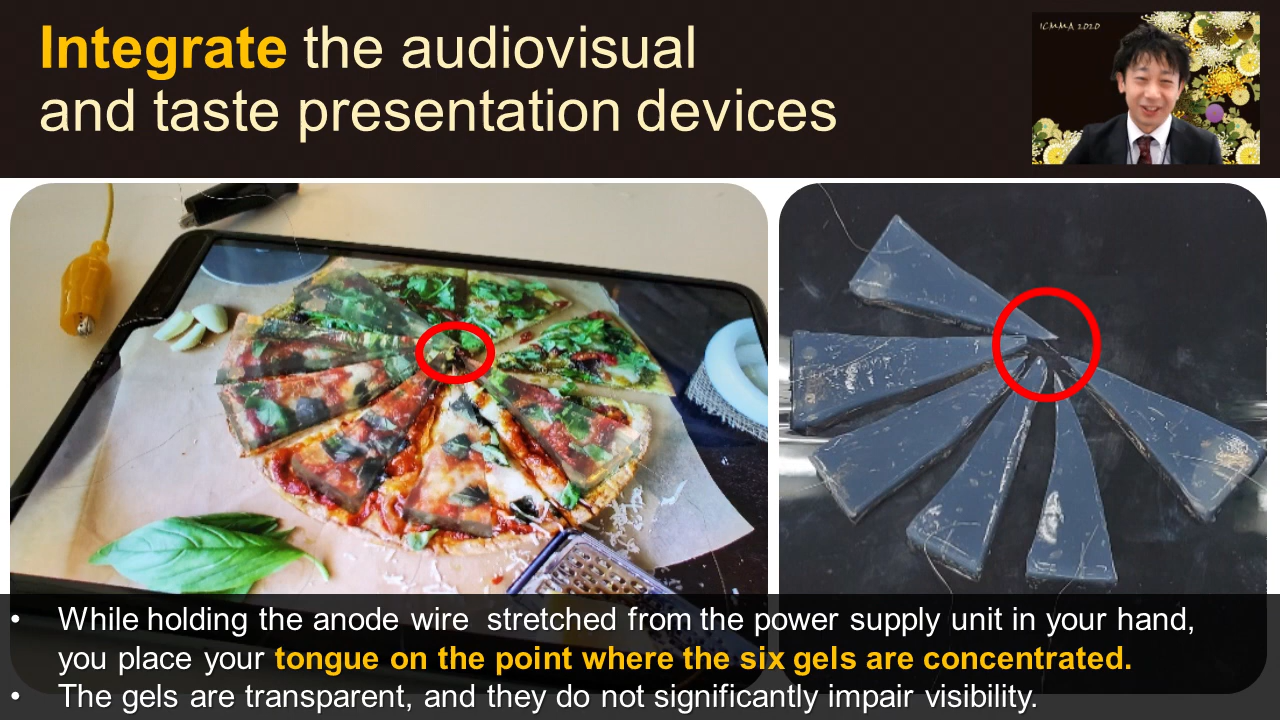 Integrate the audiovisual
and taste presentation devices
ICMMA 2020
• While holding the anode wire stretched from the power supply unit in your hand,
you place your tongue on the point where the six gels are concentrated.
• The gels are transparent, and they do not significantly impair visibility.